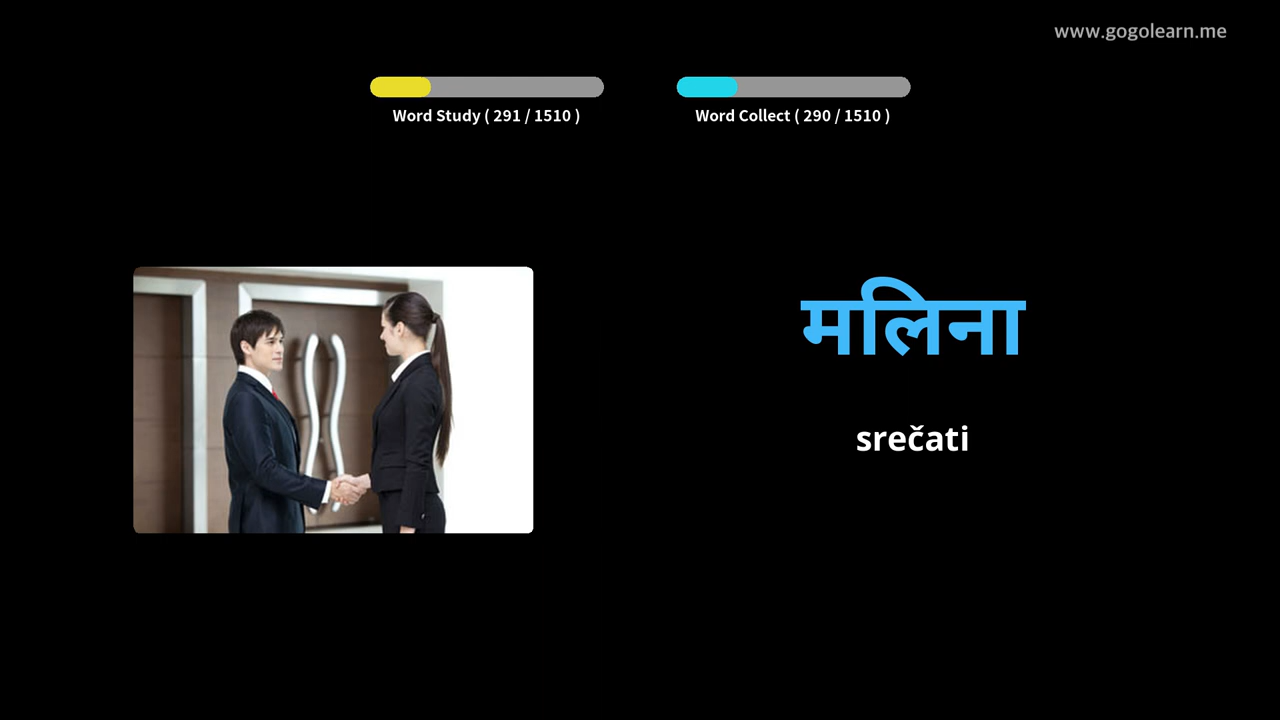 www.gogolearn.me
Word Study ( 291 / 1510 )
Word Collect ( 290 / 1510 )
मलिना
srečati